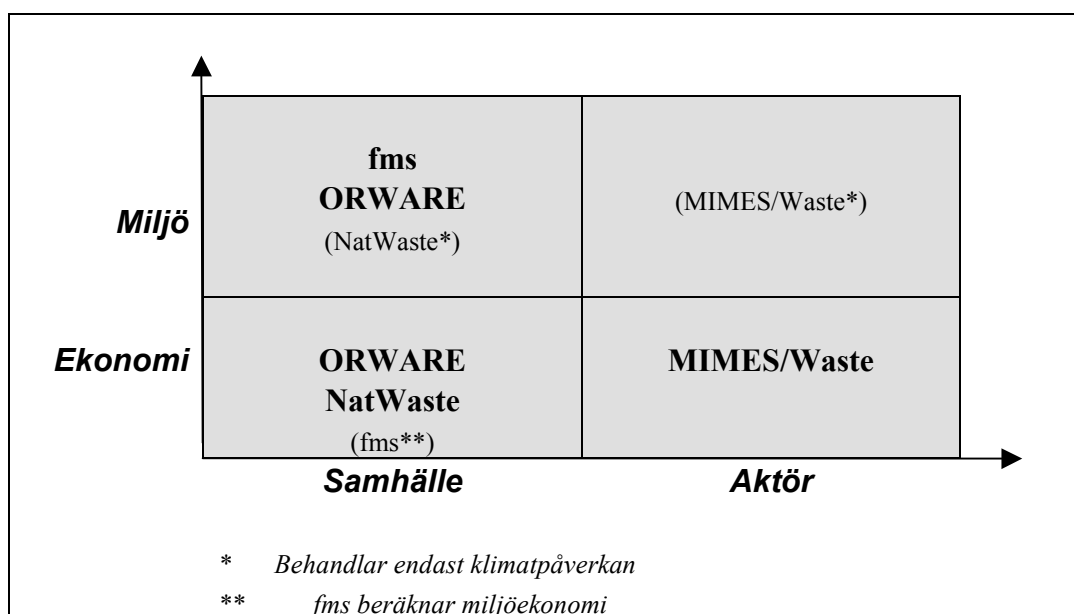 Miljö
fms
ORWARE
(NatWaste*)
(MIMES/Waste*)
Ekonomi
ORWARE
NatWaste
(fms**)
MIMES/Waste
Samhälle
Aktör
* Behandlar endast klimatpåverkan
** fms beräknar miljöekonomi